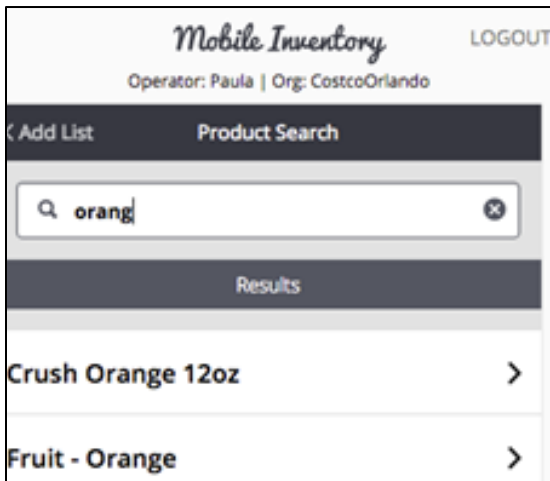 Mobile Inventory
LOGOUT
Operator: Paula | Org: CostcoOrlando
Add List
Product Search
orang
Results
Crush Orange 12oz
Fruit - Orange